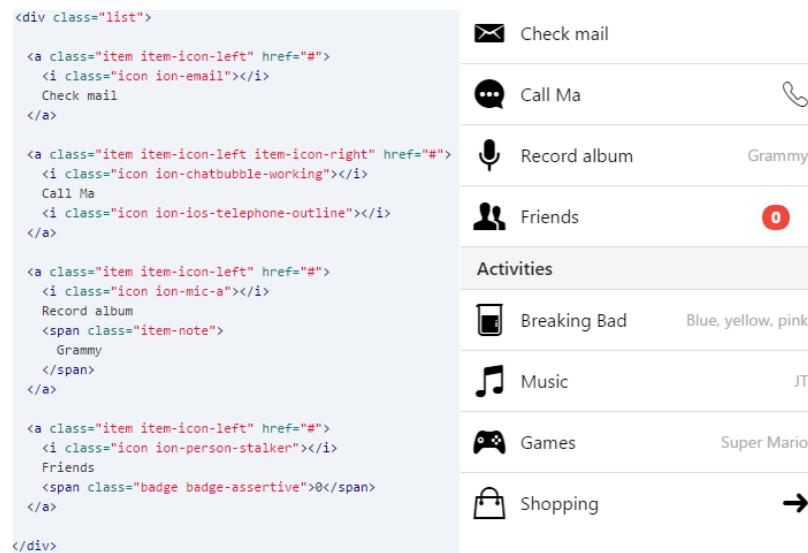 <div class="list">
<a class="item item-icon-left" href="#">
<i class="icon ion-email"></i>
Check mail
</a>
<a class="item item-icon-left item-icon-right" href="#">
<i class="icon ion-chatbubble-working"></i>
Call Ma
<i class="icon ion-ios-telephone-outline"></i>
</a>
<a class="item item-icon-left" href="#">
<i class="icon ion-mic-a"></i>
Record album
<span class="item-note">
Grammy
</span>
</a>
<a class="item item-icon-left" href="#">
<i class="icon ion-person-stalker"></i>
Friends
<span class="badge badge-assertive">0</span>
</a>
</div>
Check mail
Call Ma
Record album Grammy
Friends 0
Activities
Breaking Bad Blue, yellow, pink
Music JT
Games Super Mario
Shopping